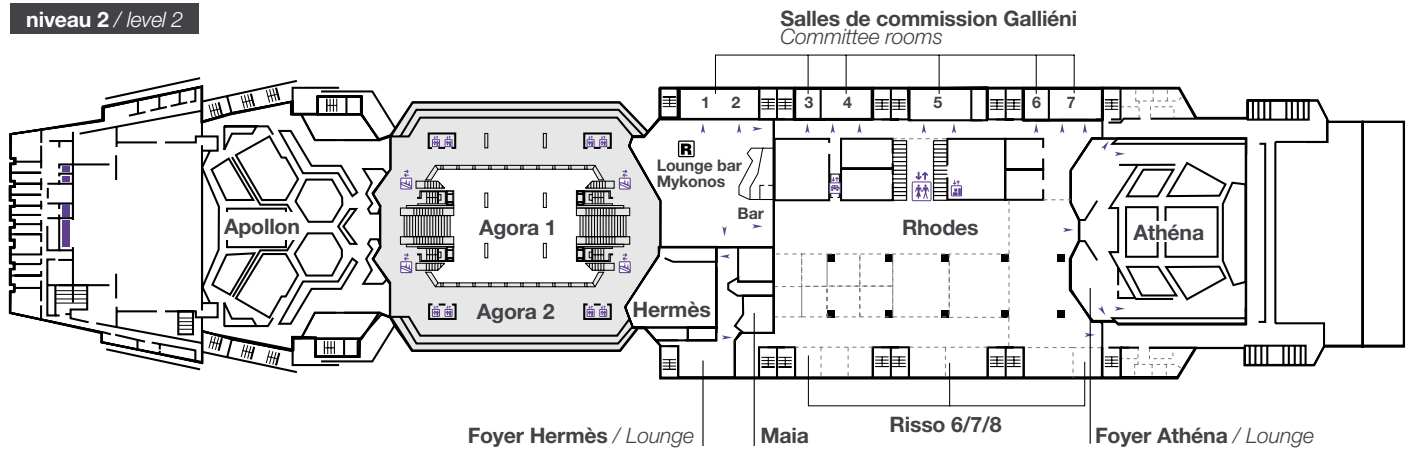 niveau 2 / level 2
Salles de commission Galliéni
Committee rooms
1 2 3 4 5 6 7
R
Lounge bar
Mykonos
Bar
Apollon
Agora 1
Rhodes
Athéna
Agora 2
Hermès
Foyer Hermès / Lounge
Maia
Risso 6/7/8
Foyer Athéna / Lounge